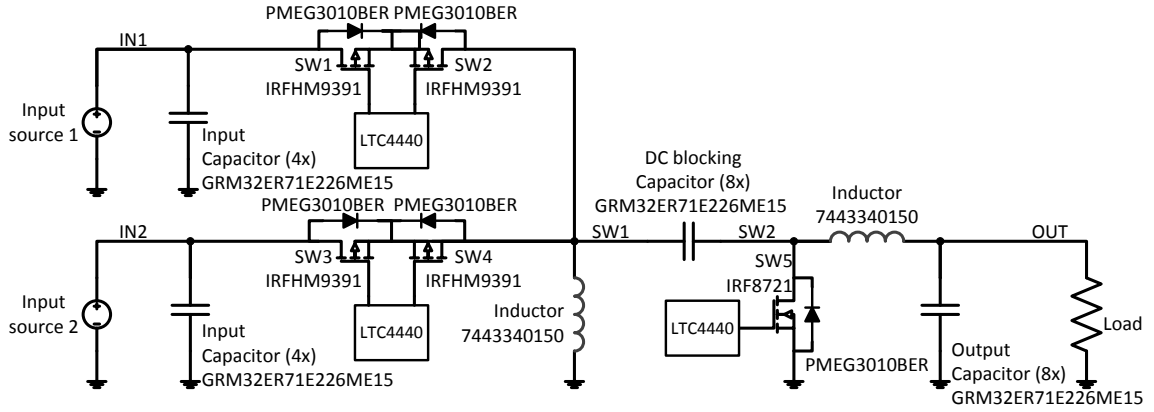 PMEG3010BER PMEG3010BER
IN1
SW1
SW2
IRFHM9391
IRFHM9391
Input
source 1
LTC4440
Input
Capacitor (4x)
GRM32ER71E226ME15
DC blocking
Capacitor (8x)
GRM32ER71E226ME15
Inductor
7443340150
PMEG3010BER PMEG3010BER
IN2
SW3
SW4
IRFHM9391
IRFHM9391
SW1
SW2
OUT
SW5
IRF8721
Input
source 2
LTC4440
Inductor
7443340150
LTC4440
Load
Input
Capacitor (4x)
GRM32ER71E226ME15
PMEG3010BER
Output
Capacitor (8x)
GRM32ER71E226ME15